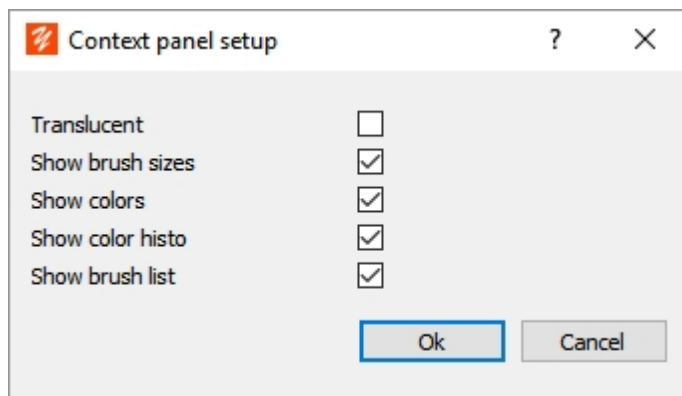 Context panel setup ?
Translucent
Show brush sizes
Show colors
Show color histo
Show brush list
Ok Cancel